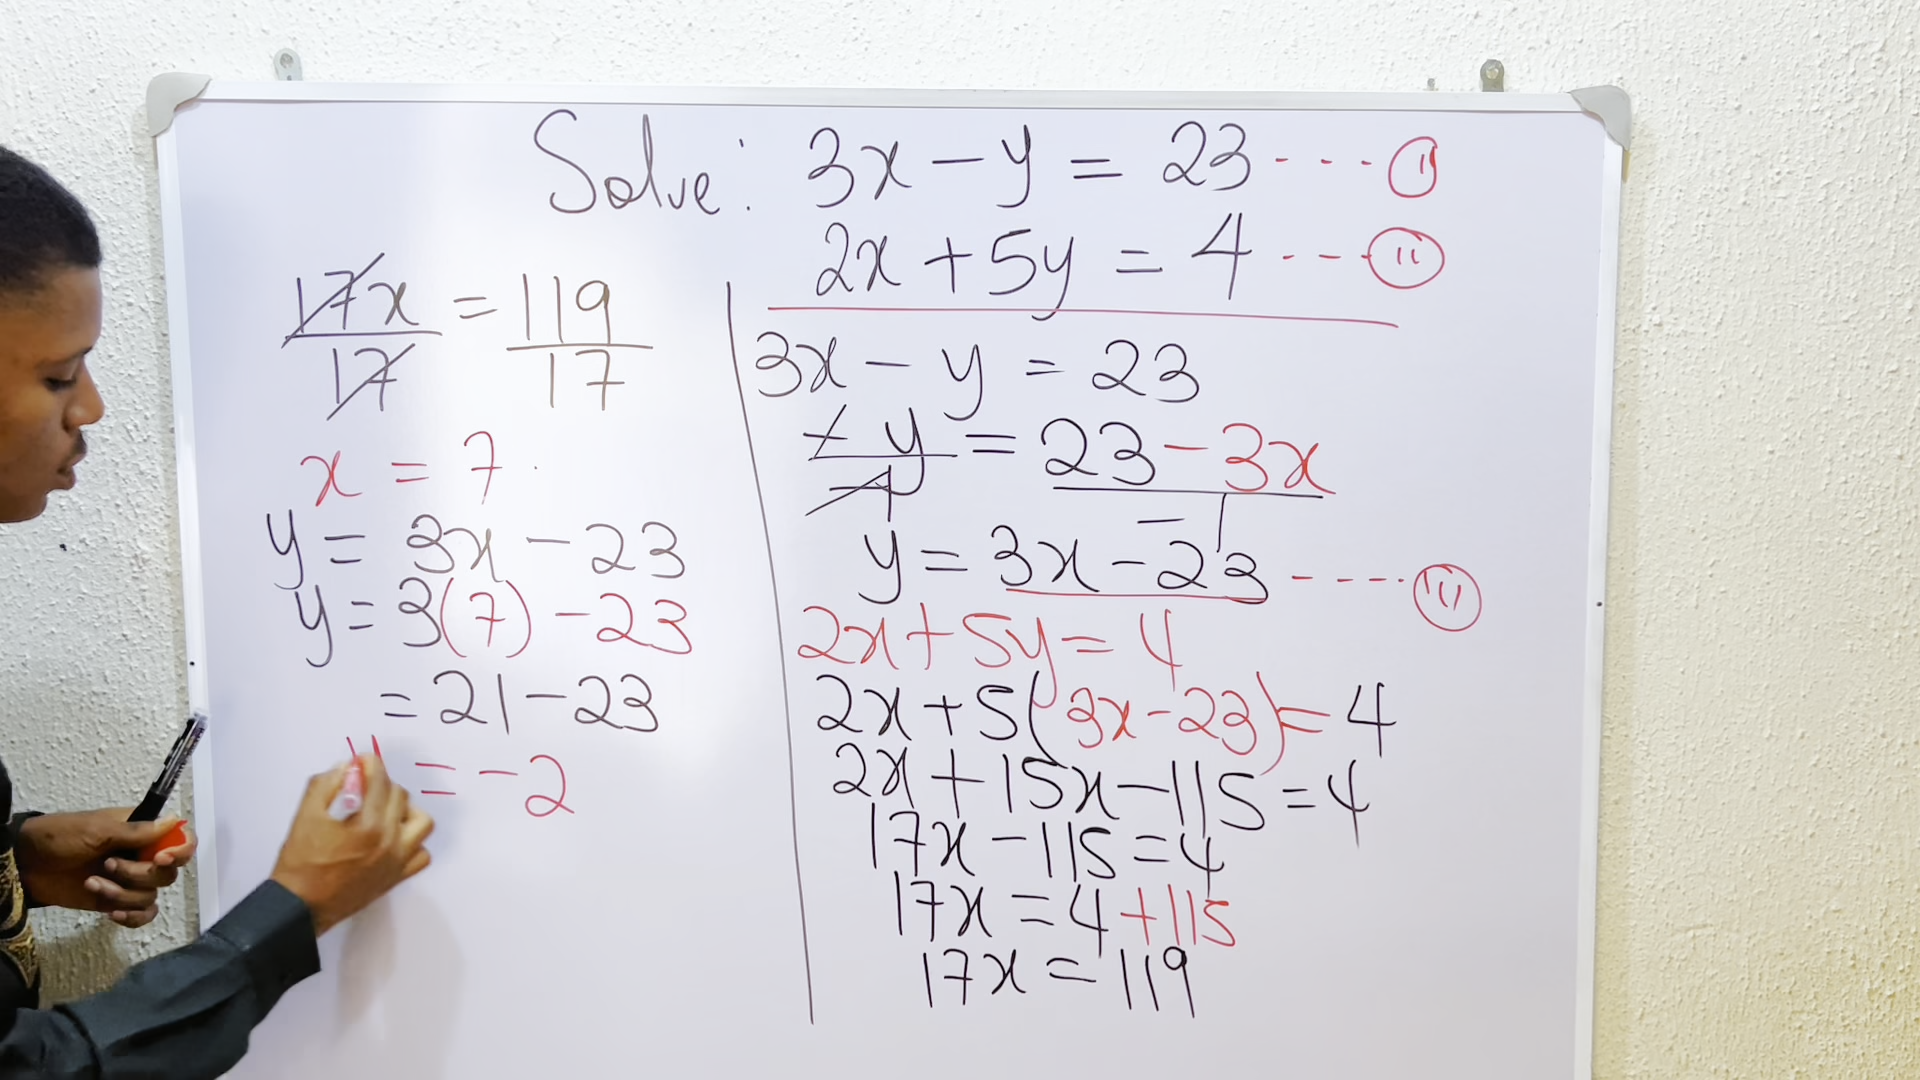 Solve: 3x - y = 23 - - - - (i)
2x + 5y = 4 - - - (ii)
3x - y = 23
-y/-1 = 23 - 3x/-1
y = 3x - 23 - - - - (iii)
2x + 5y = 4
2x + 5(3x - 23) = 4
2x + 15x - 115 = 4
17x - 115 = 4
17x = 4 + 115
17x = 119
17x/17 = 119/17
x = 7
y = 3x - 23
y = 3(7) - 23
= 21 - 23
y = -2